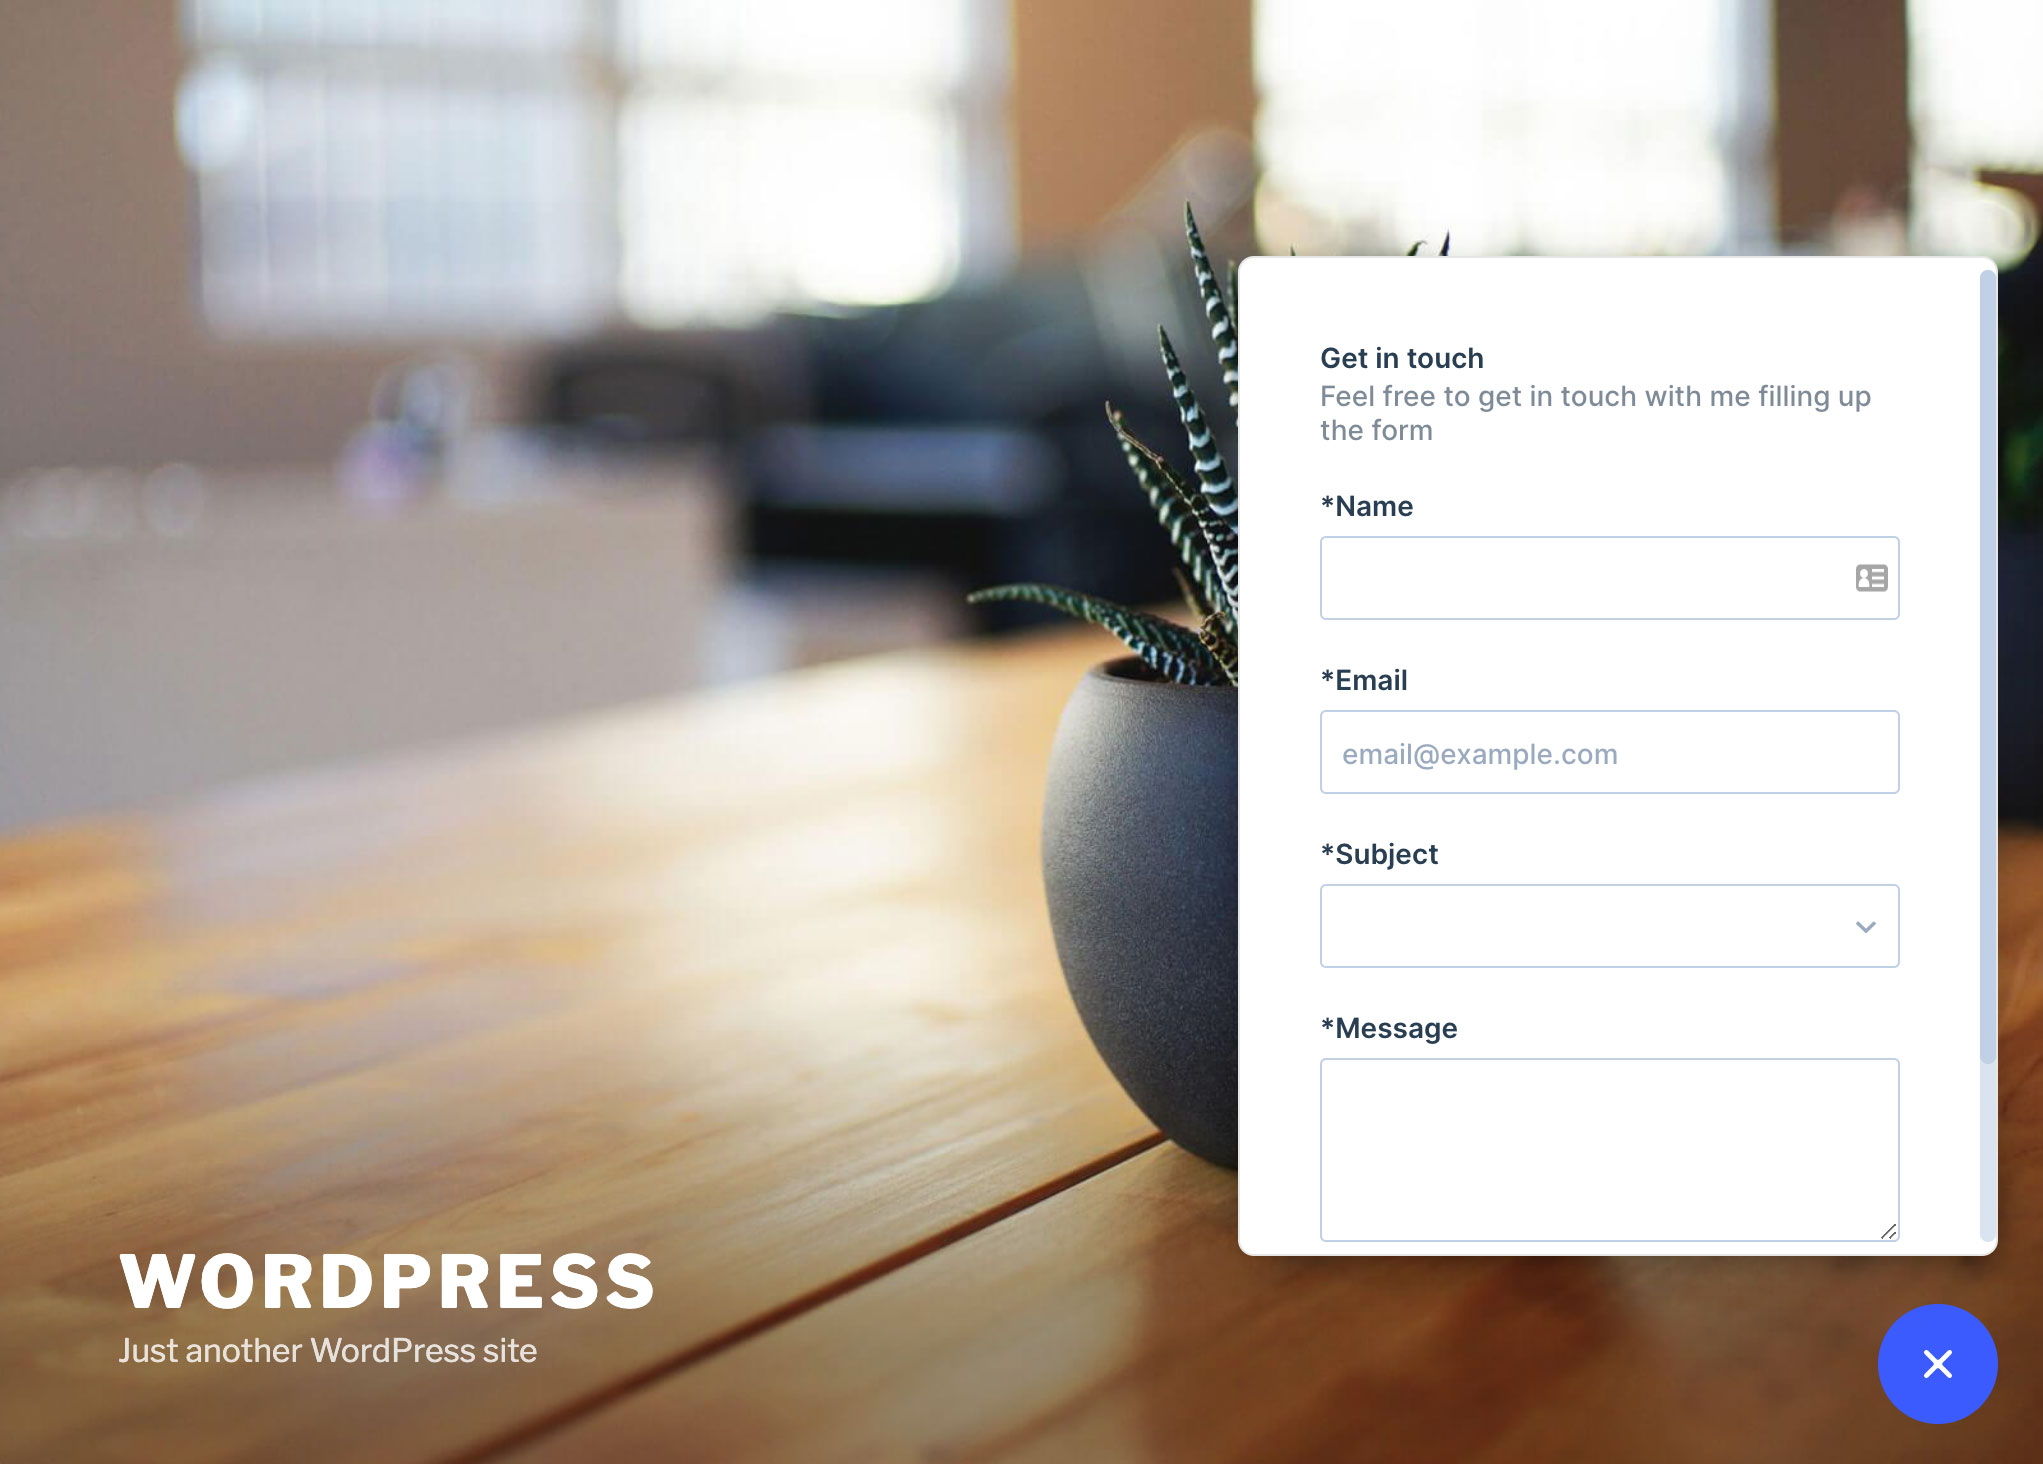 Get in touch
Feel free to get in touch with me filling up
the form
*Name
*Email
email@example.com
*Subject
*Message
WORDPRESS
Just another WordPress site